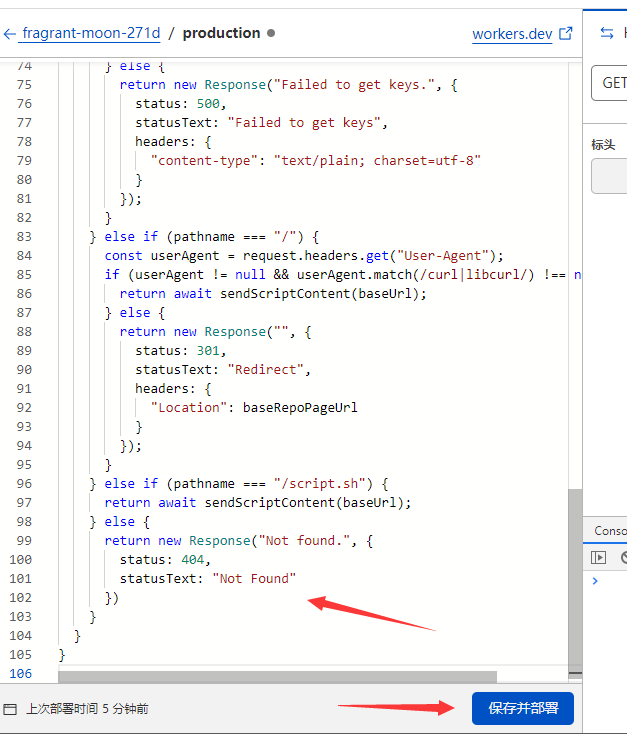 ← fragrant-moon-271d / production ●
workers.dev
GET
标头
74 } else {
75 return new Response("Failed to get keys.", {
76 status: 500,
77 statusText: "Failed to get keys",
78 headers: {
79 "content-type": "text/plain; charset=utf-8"
80 }
81 });
82 }
83 } else if (pathname === "/") {
84 const userAgent = request.headers.get("User-Agent");
85 if (userAgent != null && userAgent.match(/curl|libcurl/) !== n
86 return await sendScriptContent(baseUrl);
87 } else {
88 return new Response("", {
89 status: 301,
90 statusText: "Redirect",
91 headers: {
92 "Location": baseRepoPageUrl
93 }
94 });
95 }
96 } else if (pathname === "/script.sh") {
97 return await sendScriptContent(baseUrl);
98 } else {
99 return new Response("Not found.", {
100 status: 404,
101 statusText: "Not Found"
102 })
103 }
104 }
105 }
106
Conso
上次部署时间 5 分钟前
保存并部署